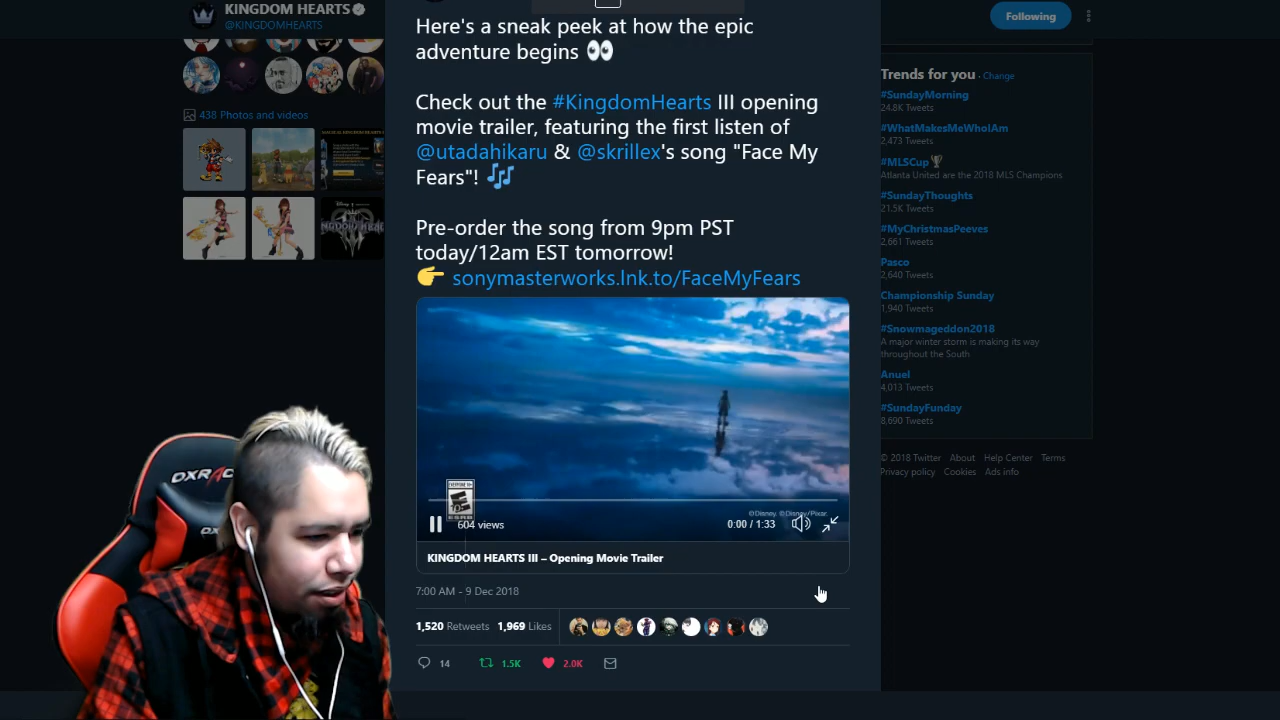 KINGDOM HEARTS
@KINGDOMHEARTS
Following
438 Photos and videos
Here's a sneak peek at how the epic
adventure begins 👀
Check out the #KingdomHearts III opening
movie trailer, featuring the first listen of
@utadahikaru & @skrillex's song "Face My
Fears"! 🎶
Pre-order the song from 9pm PST
today/12am EST tomorrow!
👉 sonymasterworks.lnk.to/FaceMyFears
EVERYONE 10+
ESRB
©Disney. ©Disney/Pixar.
604 views
0:00 / 1:33
KINGDOM HEARTS III – Opening Movie Trailer
7:00 AM - 9 Dec 2018
1,520 Retweets 1,969 Likes
14 1.5K 2.0K
Trends for you · Change
#SundayMorning
24.8K Tweets
#WhatMakesMeWhoIAm
2,473 Tweets
#MLSCup🏆
Atlanta United are the 2018 MLS Champions
#SundayThoughts
21.5K Tweets
#MyChristmasPeeves
2,661 Tweets
Pasco
2,640 Tweets
Championship Sunday
1,940 Tweets
#Snowmageddon2018
A major winter storm is making its way
throughout the South
Anuel
4,013 Tweets
#SundayFunday
8,690 Tweets
© 2018 Twitter About Help Center Terms
Privacy policy Cookies Ads info
DXRAC